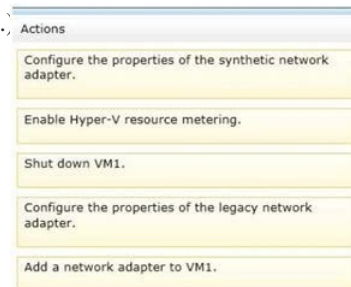 .) Actions
Configure the properties of the synthetic network
adapter.
Enable Hyper-V resource metering.
Shut down VM1.
Configure the properties of the legacy network
adapter.
Add a network adapter to VM1.